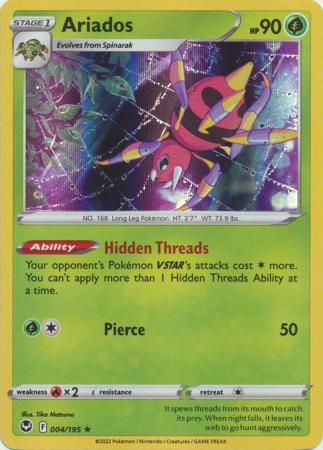 STAGE 1
Ariados
HP 90
Evolves from Spinarak
NO. 168 Long Leg Pokémon HT: 3'7" WT: 73.9 lbs.
Ability Hidden Threads
Your opponent's Pokémon VSTAR's attacks cost more.
You can't apply more than 1 Hidden Threads Ability at
a time.
Pierce 50
weakness ×2 resistance retreat
Illus. Tika Matsuno
F 004/195 ★
It spews threads from its mouth to catch
its prey. When night falls, it leaves its
web to go hunt aggressively.
©2022 Pokémon / Nintendo / Creatures / GAME FREAK